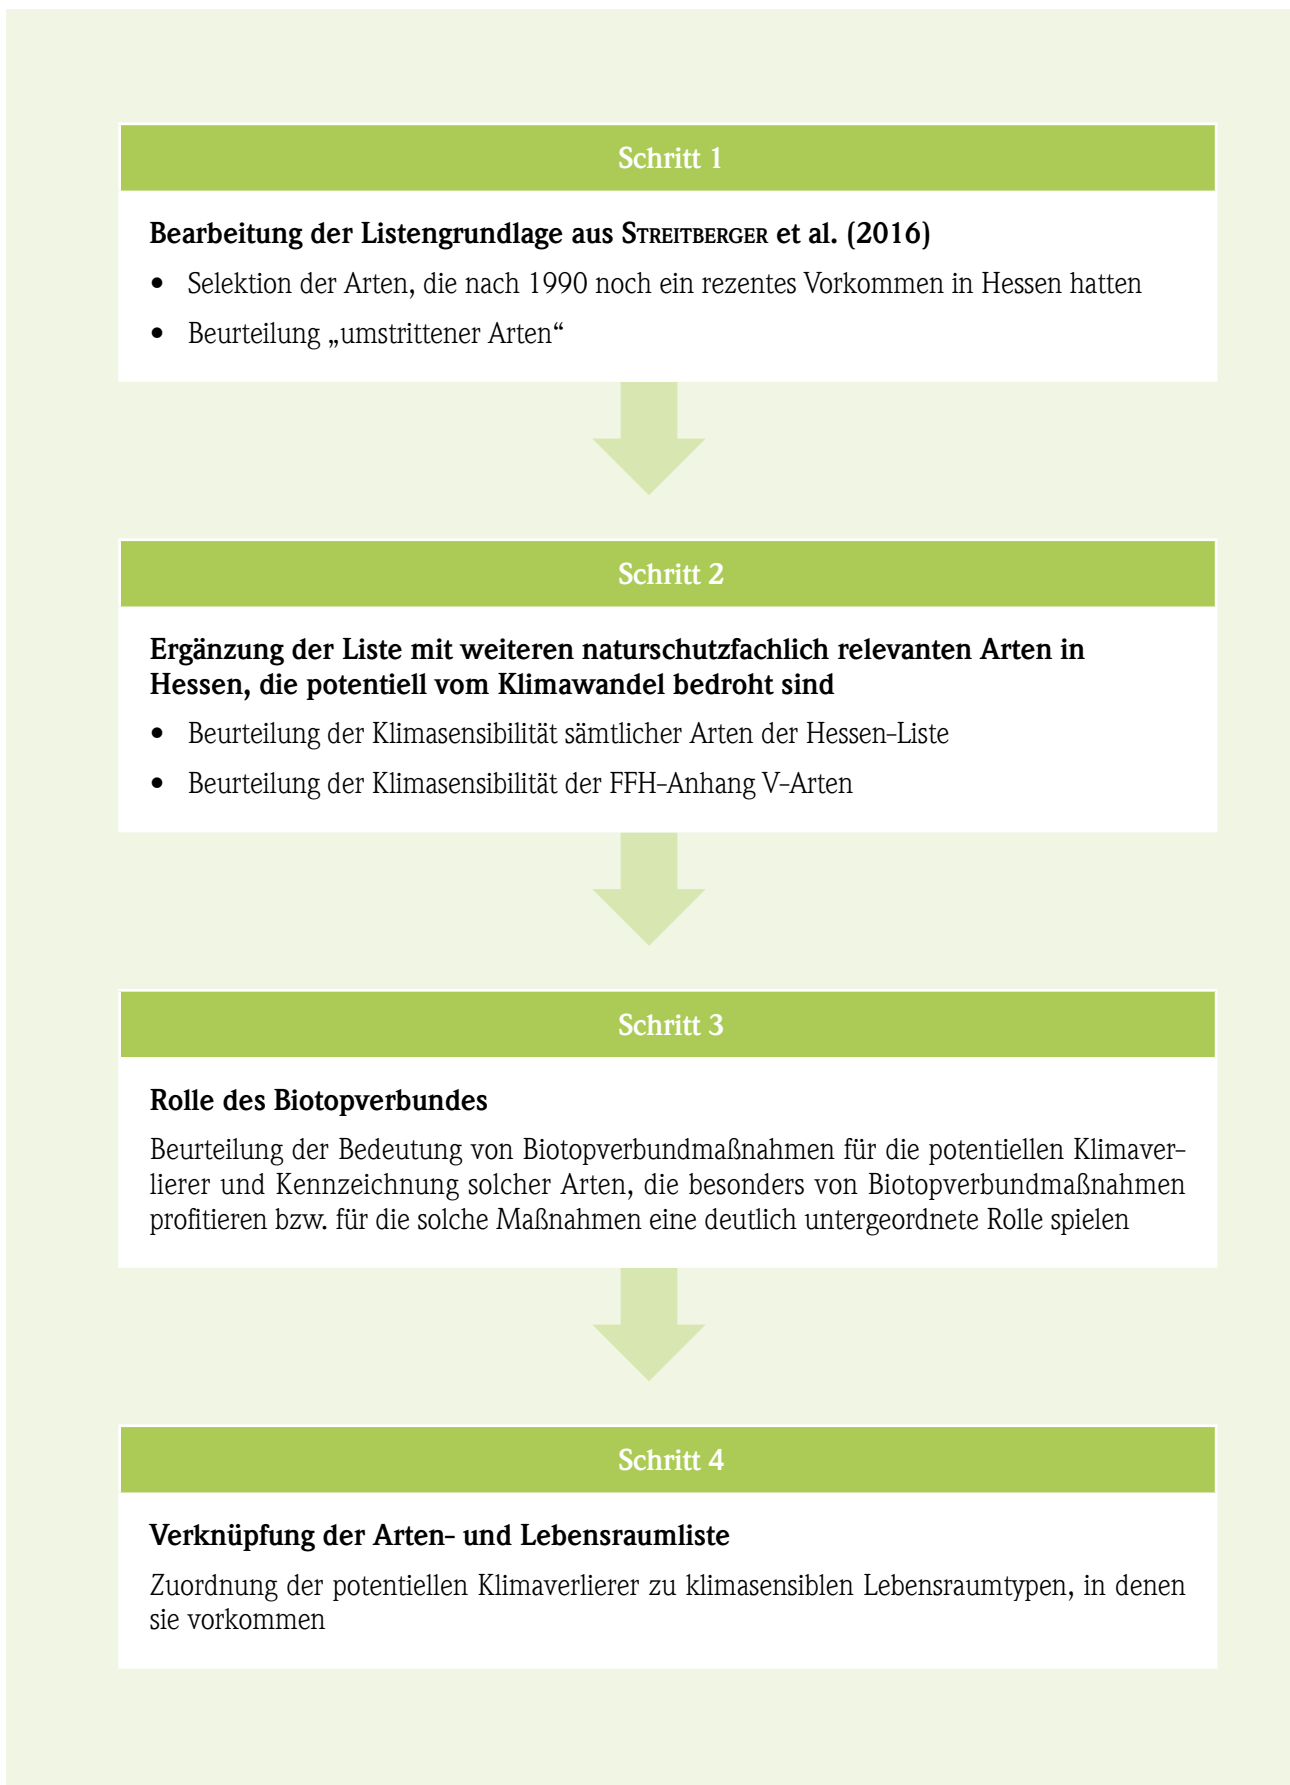 Schritt 1
Bearbeitung der Listengrundlage aus STREITBERGER et al. (2016)
• Selektion der Arten, die nach 1990 noch ein rezentes Vorkommen in Hessen hatten
• Beurteilung „umstrittener Arten“
Schritt 2
Ergänzung der Liste mit weiteren naturschutzfachlich relevanten Arten in
Hessen, die potentiell vom Klimawandel bedroht sind
• Beurteilung der Klimasensibilität sämtlicher Arten der Hessen-Liste
• Beurteilung der Klimasensibilität der FFH-Anhang V-Arten
Schritt 3
Rolle des Biotopverbundes
Beurteilung der Bedeutung von Biotopverbundmaßnahmen für die potentiellen Klimaver-
lierer und Kennzeichnung solcher Arten, die besonders von Biotopverbundmaßnahmen
profitieren bzw. für die solche Maßnahmen eine deutlich untergeordnete Rolle spielen
Schritt 4
Verknüpfung der Arten- und Lebensraumliste
Zuordnung der potentiellen Klimaverlierer zu klimasensiblen Lebensraumtypen, in denen
sie vorkommen